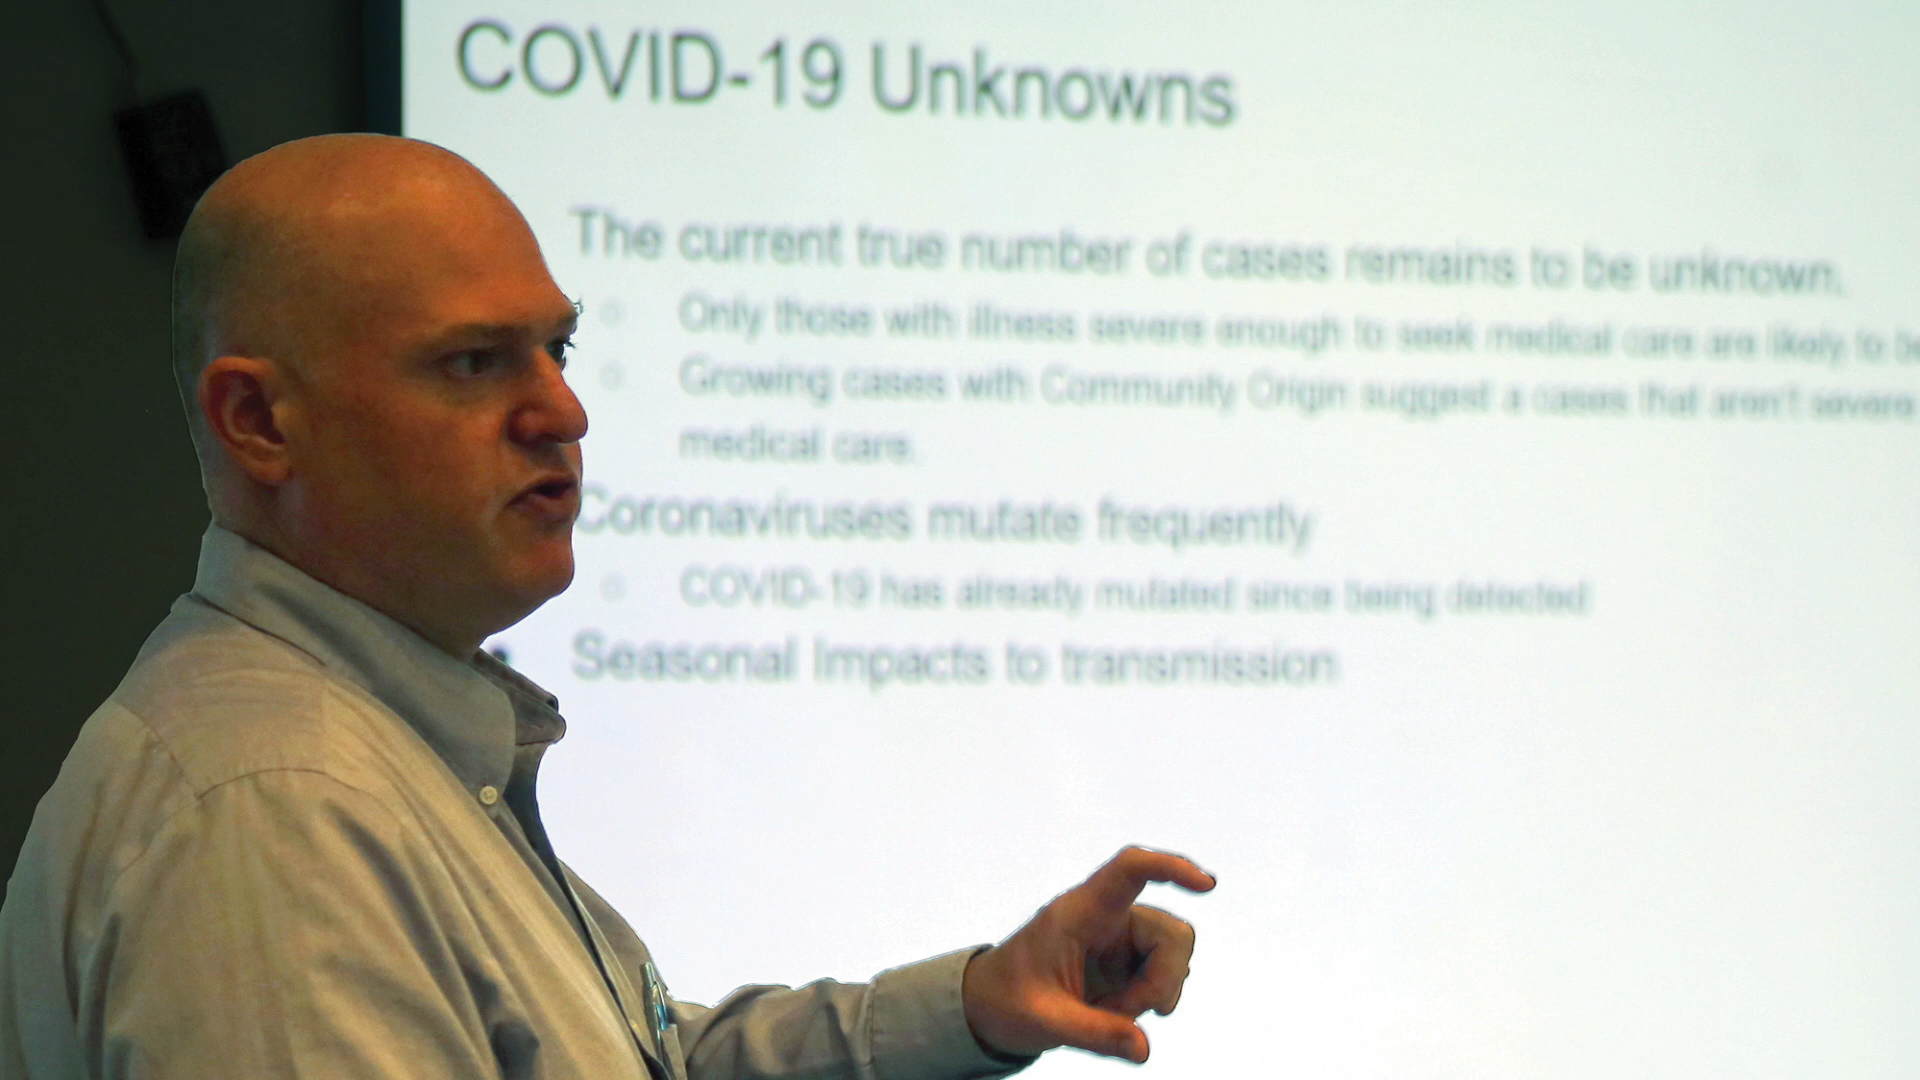 COVID-19 Unknowns
The current true number of cases remains to be unknown.
Only those with illness severe enough to seek medical care are likely to be
Growing cases with Community Origin suggest a cases that aren't severe
medical care.
Coronaviruses mutate frequently
COVID-19 has already mutated since being detected
Seasonal Impacts to transmission